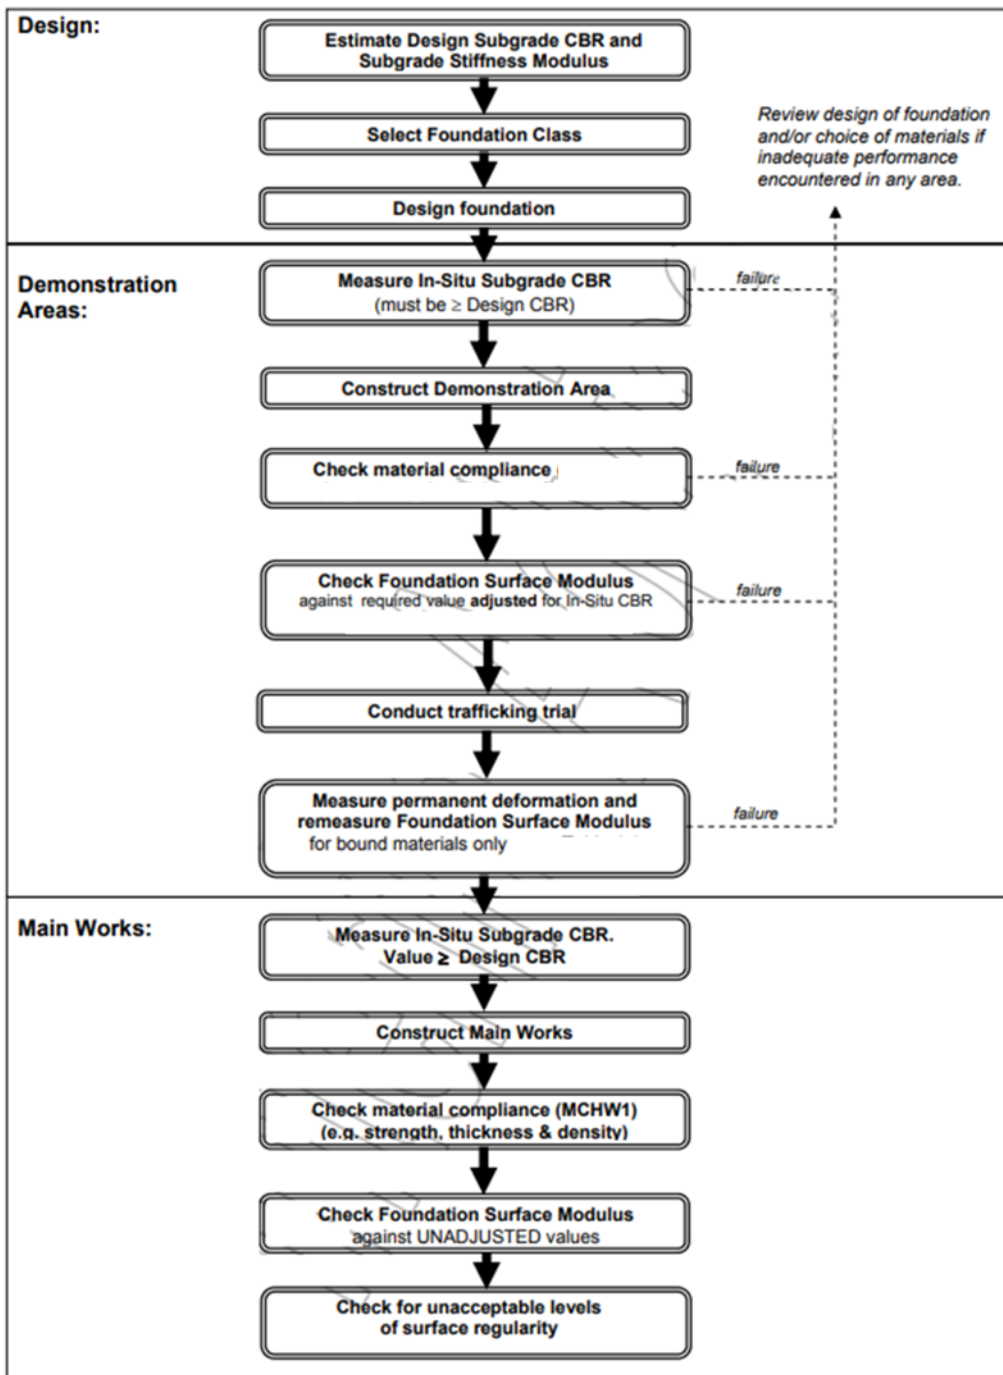 Design:
Estimate Design Subgrade CBR and
Subgrade Stiffness Modulus
Select Foundation Class
Design foundation
Review design of foundation
and/or choice of materials if
inadequate performance
encountered in any area.
Demonstration
Areas:
Measure In-Situ Subgrade CBR
(must be ≥ Design CBR)
failure
Construct Demonstration Area
Check material compliance
failure
Check Foundation Surface Modulus
against required value adjusted for In-Situ CBR
failure
Conduct trafficking trial
Measure permanent deformation and
remeasure Foundation Surface Modulus
for bound materials only
failure
Main Works:
Measure In-Situ Subgrade CBR.
Value ≥ Design CBR
Construct Main Works
Check material compliance (MCHW1)
(e.g. strength, thickness & density)
Check Foundation Surface Modulus
against UNADJUSTED values
Check for unacceptable levels
of surface regularity